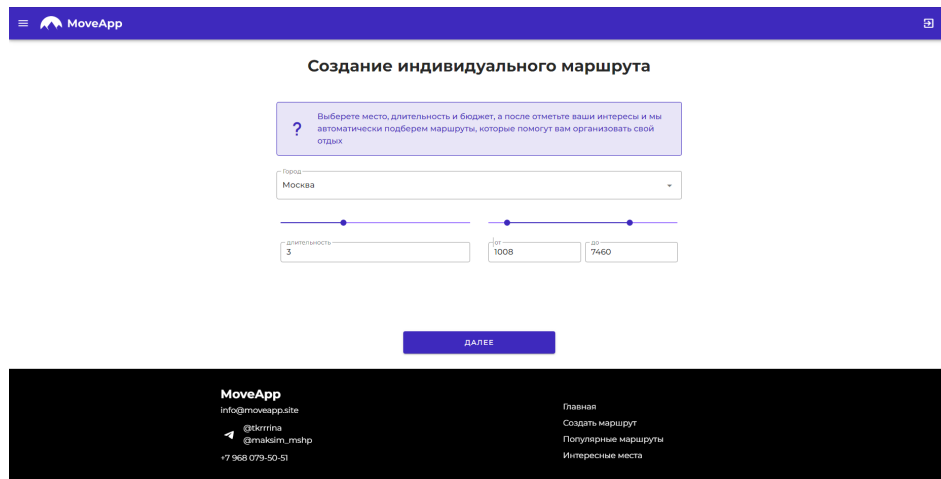 MoveApp
Создание индивидуального маршрута
?
Выберете место, длительность и бюджет, а после отметьте ваши интересы и мы
автоматически подберем маршруты, которые помогут вам организовать свой
отдых
Город
Москва
длительность
3
от
1008
до
7460
ДАЛЕЕ
MoveApp
info@moveapp.site
@tkrrrina
@maksim_mshp
+7 968 079-50-51
Главная
Создать маршрут
Популярные маршруты
Интересные места